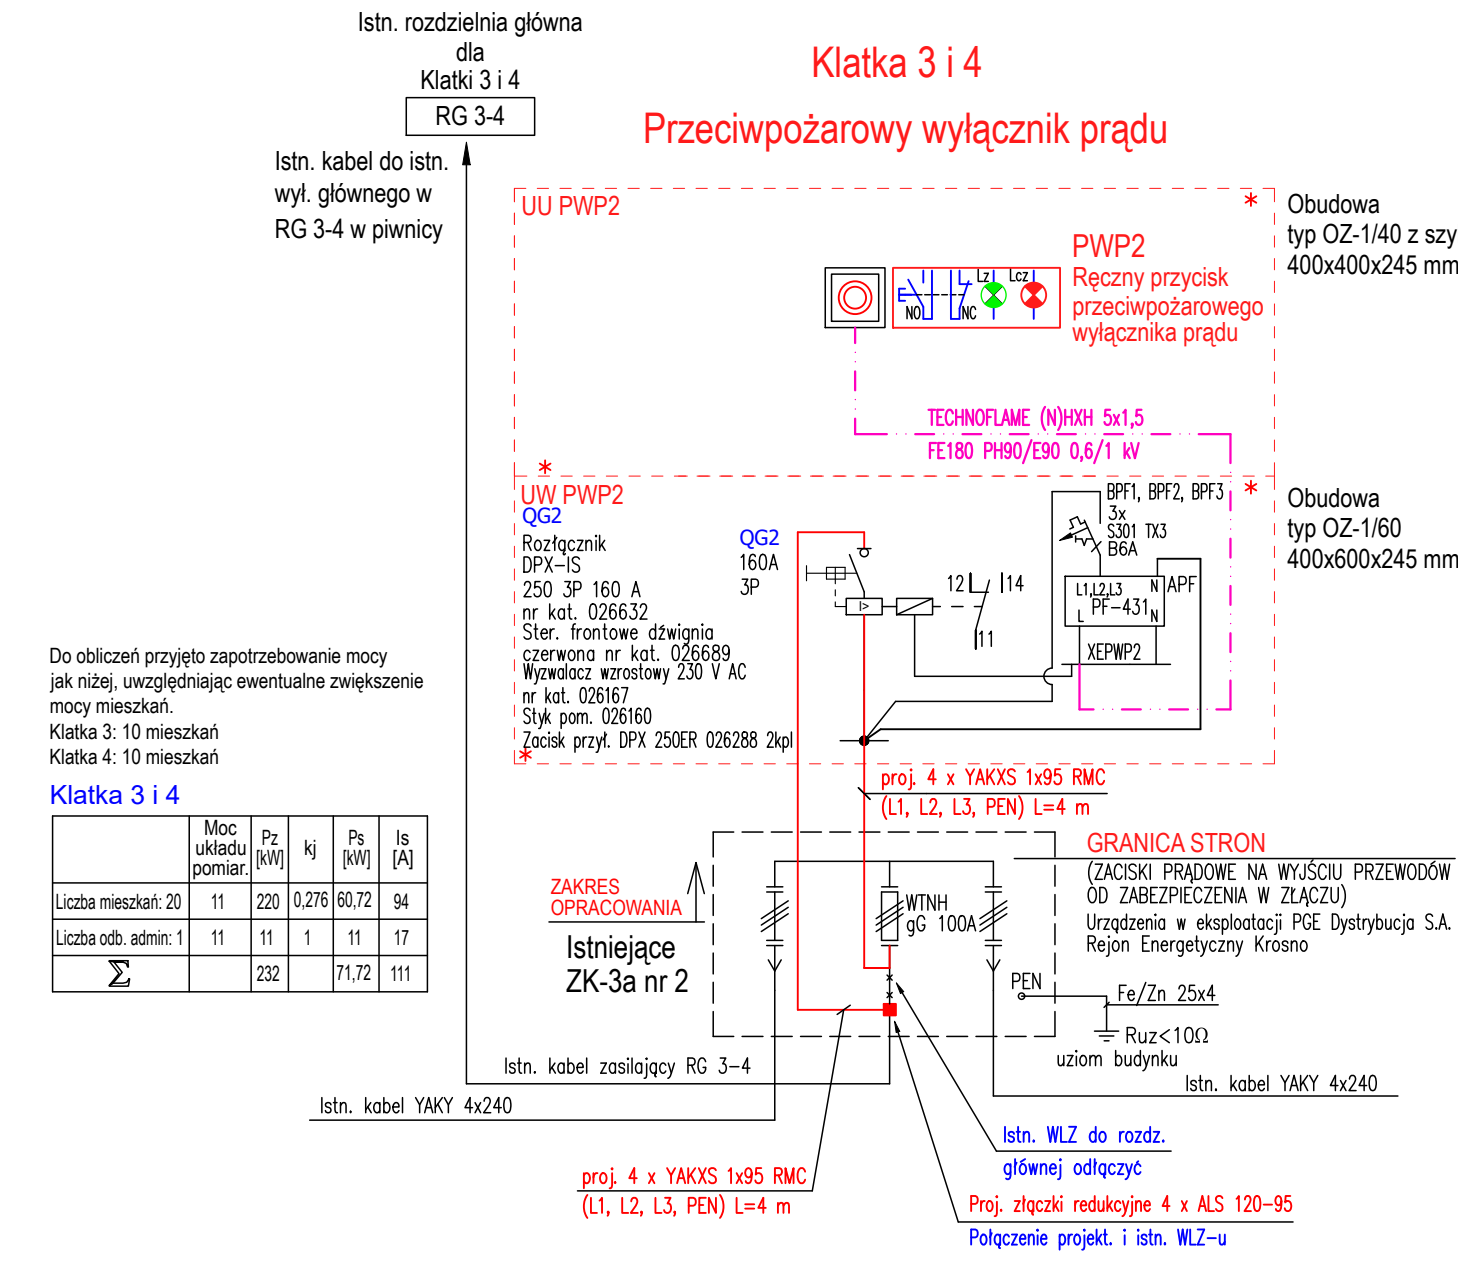 Istn. rozdzielnia główna
dla
Klatki 3 i 4
RG 3-4
Istn. kabel do istn.
wył. głównego w
RG 3-4 w piwnicy
Klatka 3 i 4
Przeciwpożarowy wyłącznik prądu
UU PWP2
*
Obudowa
typ OZ-1/40 z szy
400x400x245 mm
PWP2
Ręczny przycisk
przeciwpożarowego
wyłącznika prądu
NO
NC
Lz
Lcz
TECHNOFLAME (N)HXH 5x1,5
FE180 PH90/E90 0,6/1 kV
*
UW PWP2
*
Obudowa
typ OZ-1/60
400x600x245 mm
QG2
Rozłącznik
DPX-IS
250 3P 160 A
nr kat. 026632
Ster. frontowe dźwignia
czerwona nr kat. 026689
Wyzwalacz wzrostowy 230 V AC
nr kat. 026167
Styk pom. 026160
Zacisk przył. DPX 250ER 026288 2kpl
*
QG2
160A
3P
I>
12
14
11
BPF1, BPF2, BPF3
3x
S301 TX3
B6A
L1,L2,L3
N
APF
PF-431
L
N
XEPWP2
Do obliczeń przyjęto zapotrzebowanie mocy
jak niżej, uwzględniając ewentualne zwiększenie
mocy mieszkań.
Klatka 3: 10 mieszkań
Klatka 4: 10 mieszkań
Klatka 3 i 4
Moc układu pomiar. Pz [kW] kj Ps [kW] Is [A]
Liczba mieszkań: 20 11 220 0,276 60,72 94
Liczba odb. admin: 1 11 11 1 11 17
Σ 232 71,72 111
proj. 4 x YAKXS 1x95 RMC
(L1, L2, L3, PEN) L=4 m
ZAKRES
OPRACOWANIA
Istniejące
ZK-3a nr 2
WTNH
gG 100A
GRANICA STRON
(ZACISKI PRĄDOWE NA WYJŚCIU PRZEWODÓW
OD ZABEZPIECZENIA W ZŁĄCZU)
Urządzenia w eksploatacji PGE Dystrybucja S.A.
Rejon Energetyczny Krosno
PEN
Fe/Zn 25x4
Ruz<10Ω
uziom budynku
Istn. kabel zasilający RG 3-4
Istn. kabel YAKY 4x240
Istn. kabel YAKY 4x240
Istn. WLZ do rozdz.
głównej odłączyć
proj. 4 x YAKXS 1x95 RMC
(L1, L2, L3, PEN) L=4 m
Proj. złączki redukcyjne 4 x ALS 120-95
Połączenie projekt. i istn. WLZ-u